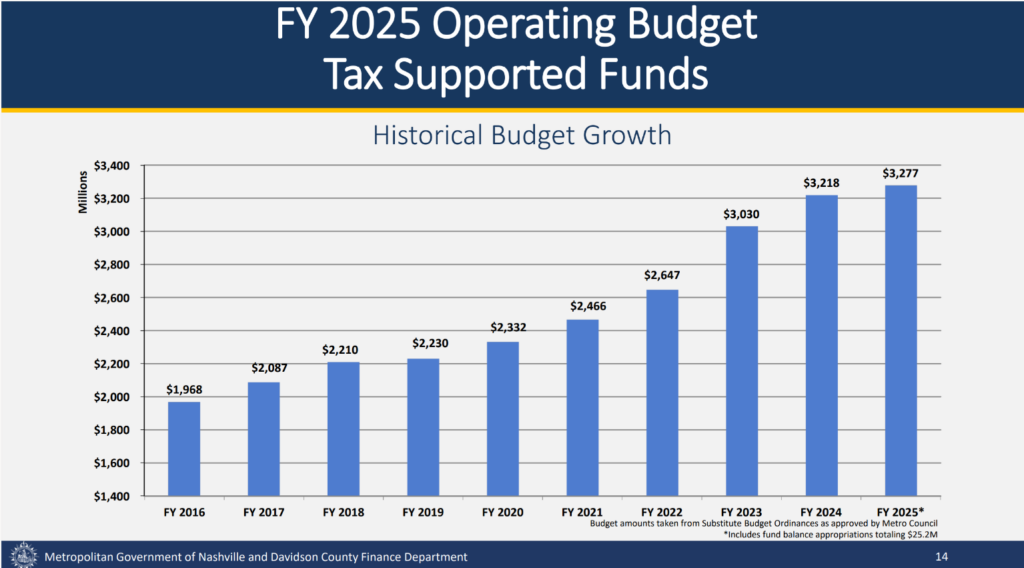 FY 2025 Operating Budget
Tax Supported Funds
Historical Budget Growth
Millions
$3,400
$3,200
$3,000
$2,800
$2,600
$2,400
$2,200
$2,000
$1,800
$1,600
$1,400
$1,968
$2,087
$2,210
$2,230
$2,332
$2,466
$2,647
$3,030
$3,218
$3,277
FY 2016 FY 2017 FY 2018 FY 2019 FY 2020 FY 2021 FY 2022 FY 2023 FY 2024 FY 2025*
Budget amounts taken from Substitute Budget Ordinances as approved by Metro Council
*Includes fund balance appropriations totaling $25.2M
Metropolitan Government of Nashville and Davidson County Finance Department
14